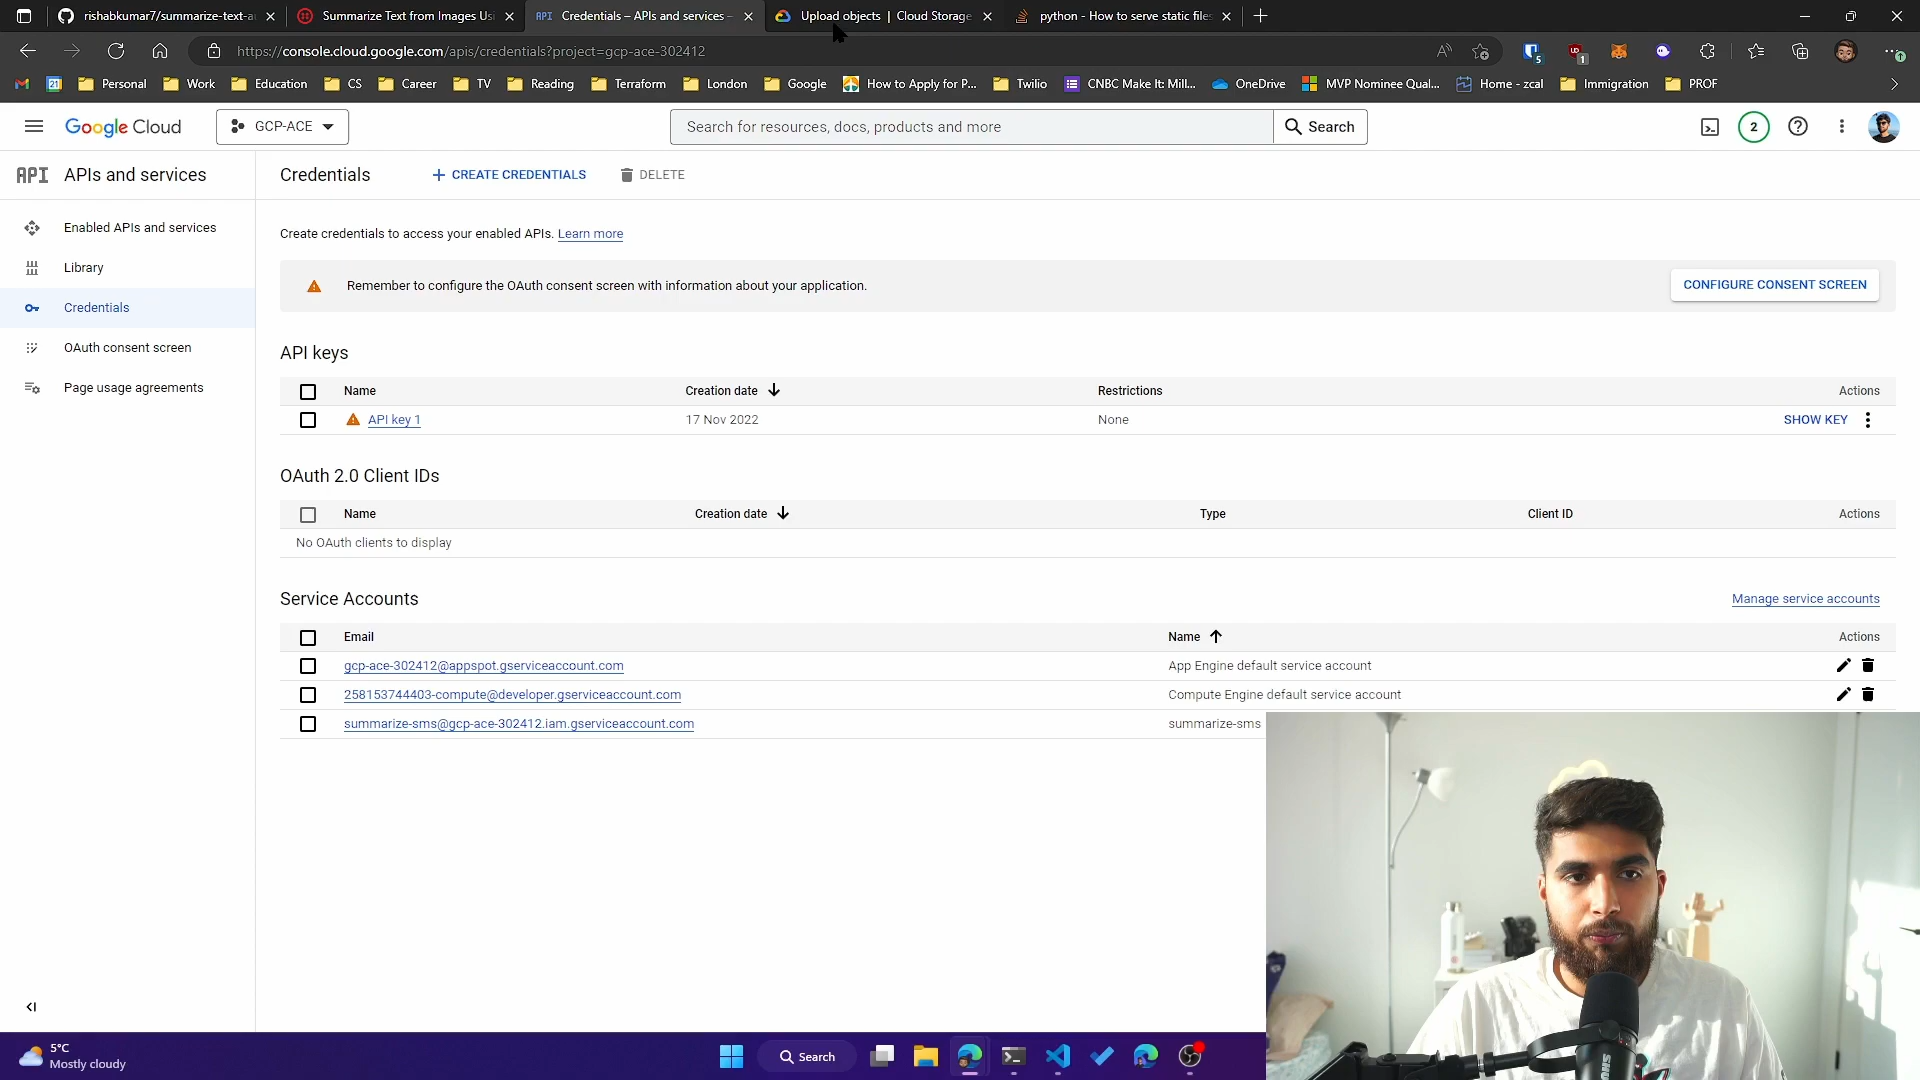 rishabkumar7/summarize-text-a
Summarize Text from Images Usi
API Credentials – APIs and services –
Upload objects | Cloud Storage
python - How to serve static files
https://console.cloud.google.com/apis/credentials?project=gcp-ace-302412
5
1
21
Personal
Work
Education
CS
Career
TV
Reading
Terraform
London
Google
How to Apply for P...
Twilio
CNBC Make It: Mill...
OneDrive
MVP Nominee Qual...
Home - zcal
Immigration
PROF
Google Cloud
GCP-ACE
Search for resources, docs, products and more
Search
2
API APIs and services
Credentials
CREATE CREDENTIALS
DELETE
Enabled APIs and services
Library
Credentials
OAuth consent screen
Page usage agreements
Create credentials to access your enabled APIs. Learn more
Remember to configure the OAuth consent screen with information about your application.
CONFIGURE CONSENT SCREEN
API keys
Name Creation date Restrictions Actions
API key 1 17 Nov 2022 None SHOW KEY
OAuth 2.0 Client IDs
Name Creation date Type Client ID Actions
No OAuth clients to display
Service Accounts
Manage service accounts
Email Name Actions
gcp-ace-302412@appspot.gserviceaccount.com App Engine default service account
258153744403-compute@developer.gserviceaccount.com Compute Engine default service account
summarize-sms@gcp-ace-302412.iam.gserviceaccount.com summarize-sms
5°C
Mostly cloudy
Search